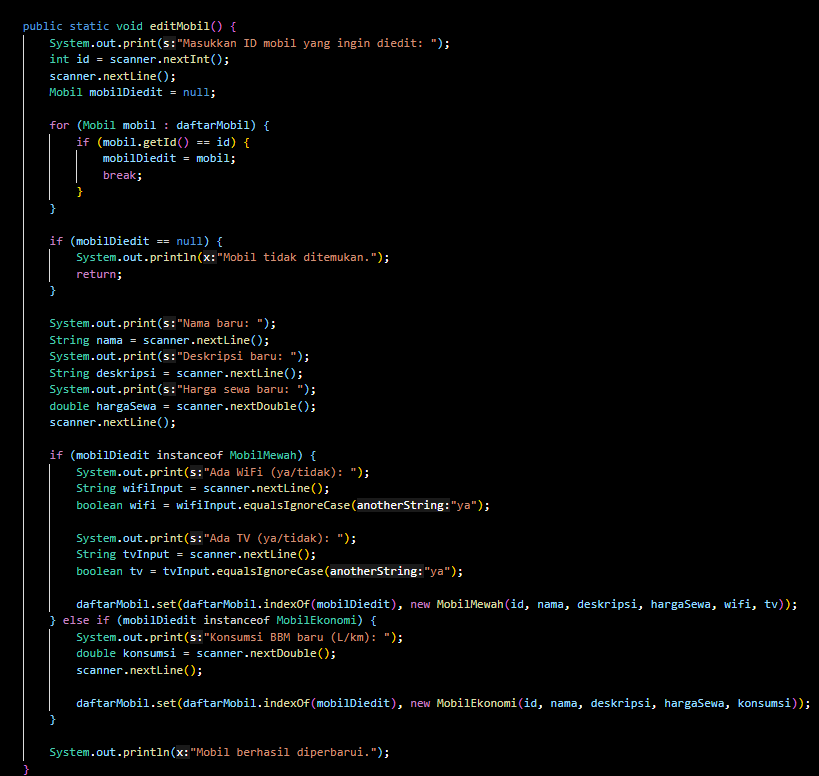 public static void editMobil() {
    System.out.print(s:"Masukkan ID mobil yang ingin diedit: ");
    int id = scanner.nextInt();
    scanner.nextLine();
    Mobil mobilDiedit = null;

    for (Mobil mobil : daftarMobil) {
        if (mobil.getId() == id) {
            mobilDiedit = mobil;
            break;
        }
    }

    if (mobilDiedit == null) {
        System.out.println(x:"Mobil tidak ditemukan.");
        return;
    }

    System.out.print(s:"Nama baru: ");
    String nama = scanner.nextLine();
    System.out.print(s:"Deskripsi baru: ");
    String deskripsi = scanner.nextLine();
    System.out.print(s:"Harga sewa baru: ");
    double hargaSewa = scanner.nextDouble();
    scanner.nextLine();

    if (mobilDiedit instanceof MobilMewah) {
        System.out.print(s:"Ada WiFi (ya/tidak): ");
        String wifiInput = scanner.nextLine();
        boolean wifi = wifiInput.equalsIgnoreCase(anotherString:"ya");

        System.out.print(s:"Ada TV (ya/tidak): ");
        String tvInput = scanner.nextLine();
        boolean tv = tvInput.equalsIgnoreCase(anotherString:"ya");

        daftarMobil.set(daftarMobil.indexOf(mobilDiedit), new MobilMewah(id, nama, deskripsi, hargaSewa, wifi, tv));
    } else if (mobilDiedit instanceof MobilEkonomi) {
        System.out.print(s:"Konsumsi BBM baru (L/km): ");
        double konsumsi = scanner.nextDouble();
        scanner.nextLine();

        daftarMobil.set(daftarMobil.indexOf(mobilDiedit), new MobilEkonomi(id, nama, deskripsi, hargaSewa, konsumsi));
    }

    System.out.println(x:"Mobil berhasil diperbarui.");
}